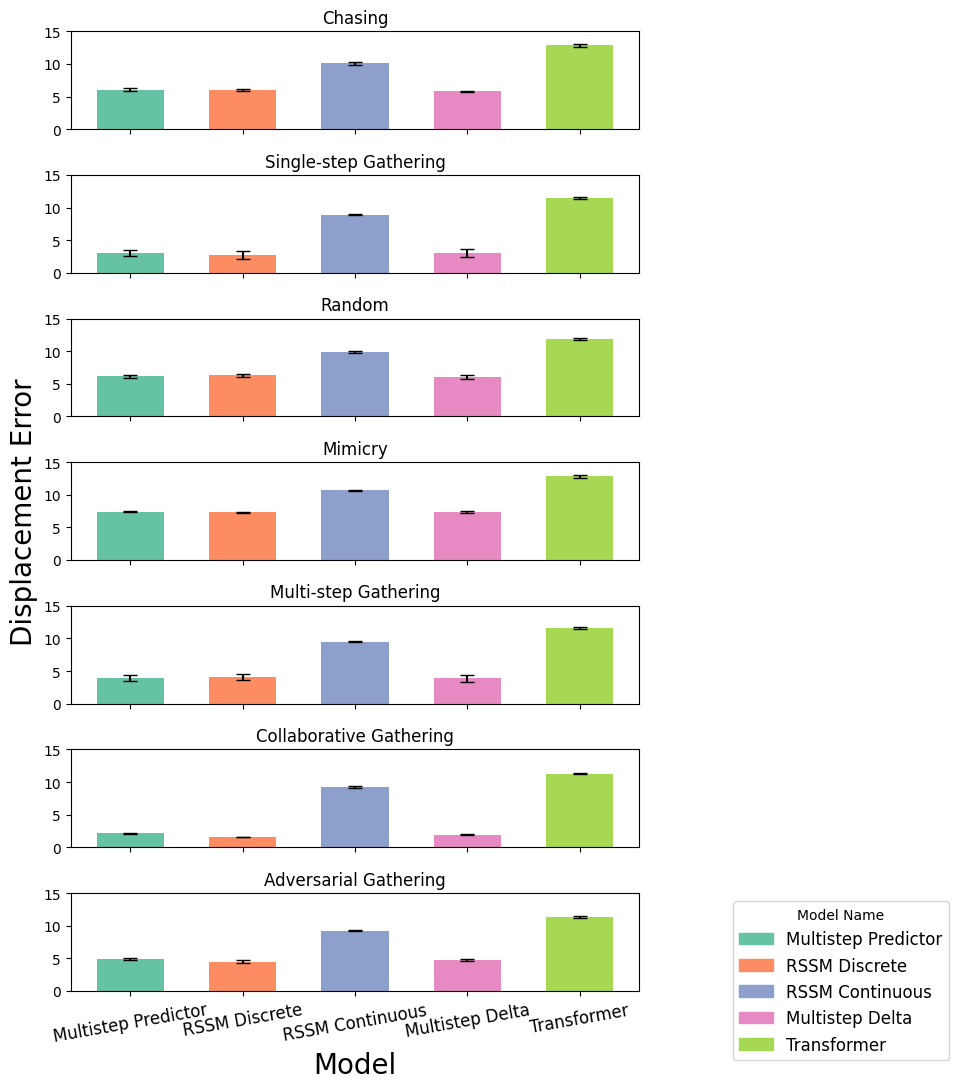 Chasing
15
10
5
0
Single-step Gathering
15
10
5
0
Random
15
10
5
0
Mimicry
15
10
5
0
Multi-step Gathering
15
10
5
0
Collaborative Gathering
15
10
5
0
Adversarial Gathering
15
10
5
0
Displacement Error
Multistep Predictor
RSSM Discrete
RSSM Continuous
Multistep Delta
Transformer
Model
Model Name
Multistep Predictor
RSSM Discrete
RSSM Continuous
Multistep Delta
Transformer